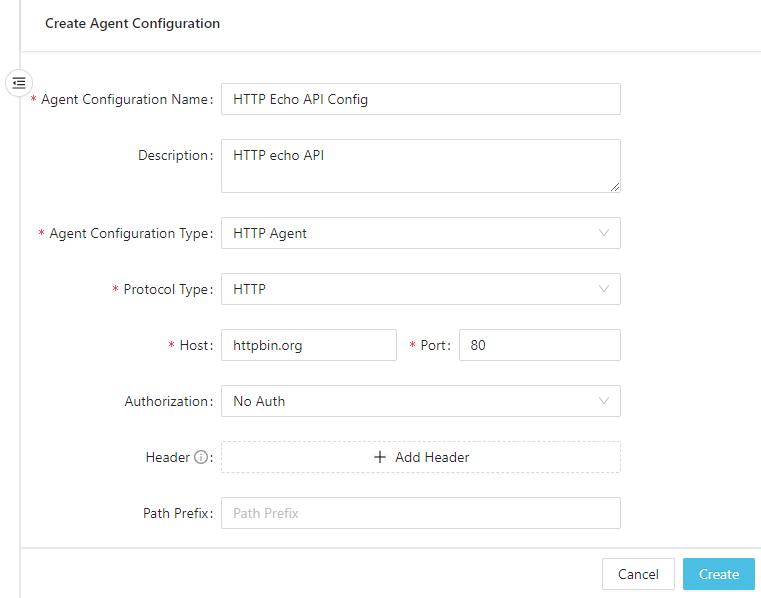 Create Agent Configuration
* Agent Configuration Name: HTTP Echo API Config
Description: HTTP echo API
* Agent Configuration Type: HTTP Agent
* Protocol Type: HTTP
* Host: httpbin.org * Port: 80
Authorization: No Auth
Header : + Add Header
Path Prefix: Path Prefix
Cancel Create